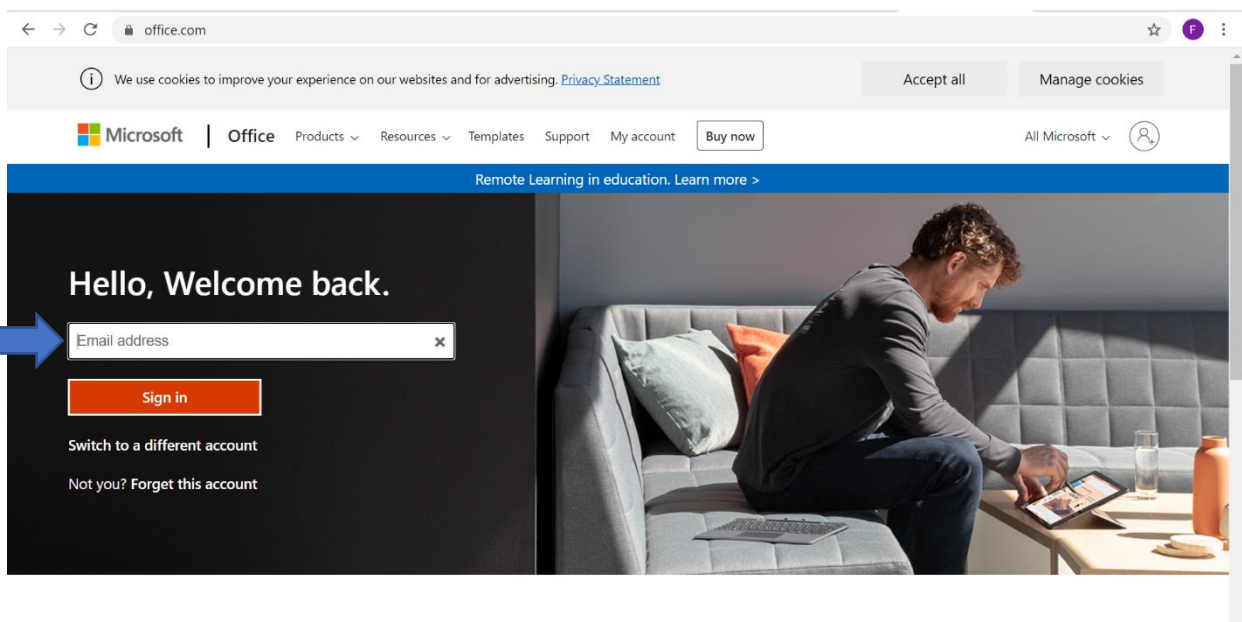 office.com
F
We use cookies to improve your experience on our websites and for advertising. Privacy Statement
Accept all
Manage cookies
Microsoft
Office
Products
Resources
Templates
Support
My account
Buy now
All Microsoft
Remote Learning in education. Learn more >
Hello, Welcome back.
Email address
Sign in
Switch to a different account
Not you? Forget this account